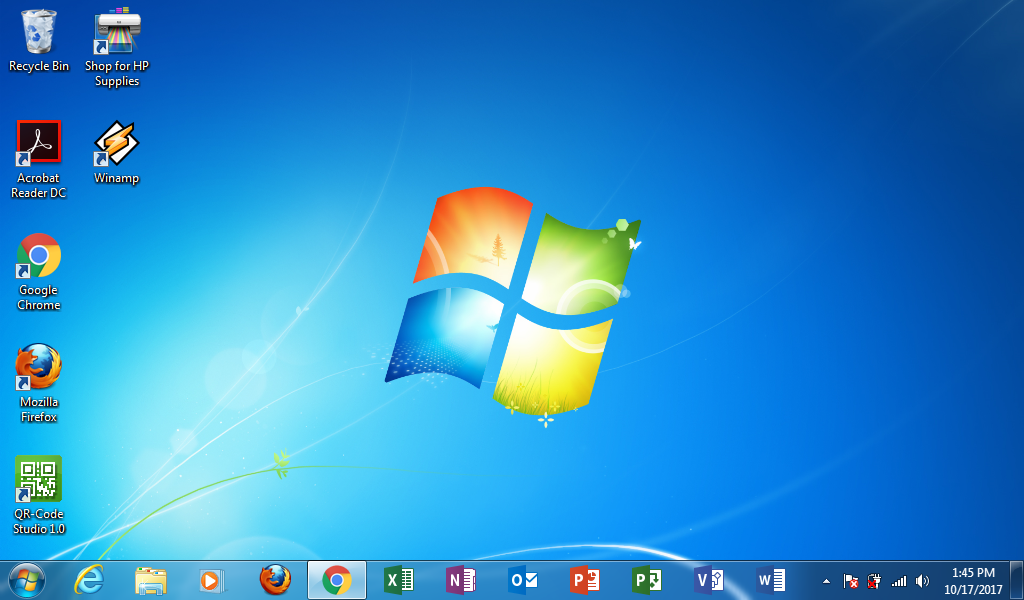 Recycle Bin
Shop for HP
Supplies
Acrobat
Reader DC
Winamp
Google
Chrome
Mozilla
Firefox
QR-Code
Studio 1.0
X
N
O
P
P
V
W
1:45 PM
10/17/2017